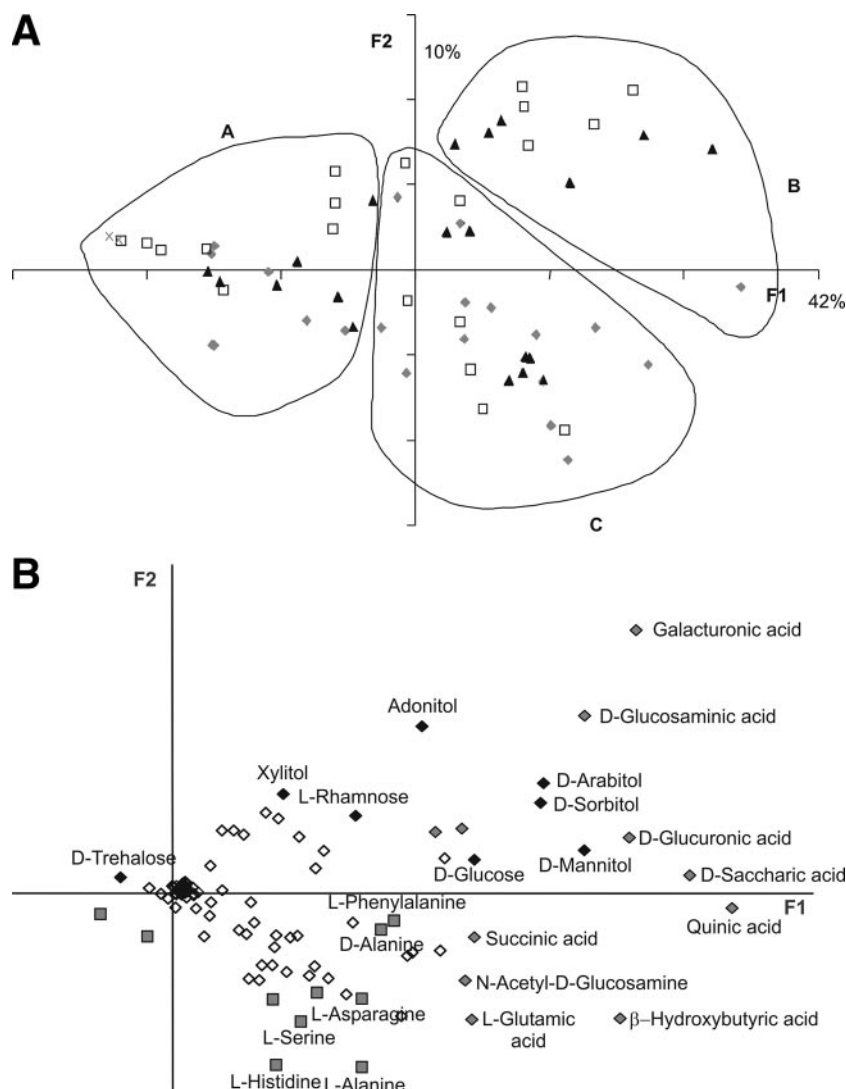 A
F2
10%
A
B
F1
42%
C
B
F2
Galacturonic acid
Adonitol
D-Glucosaminic acid
Xylitol
L-Rhamnose
D-Arabitol
D-Sorbitol
D-Trehalose
D-Glucose
D-Mannitol
D-Glucuronic acid
D-Saccharic acid
F1
L-Phenylalanine
Quinic acid
D-Alanine
Succinic acid
N-Acetyl-D-Glucosamine
L-Asparagine
L-Glutamic
acid
β–Hydroxybutyric acid
L-Serine
L-Histidine
L-Alanine